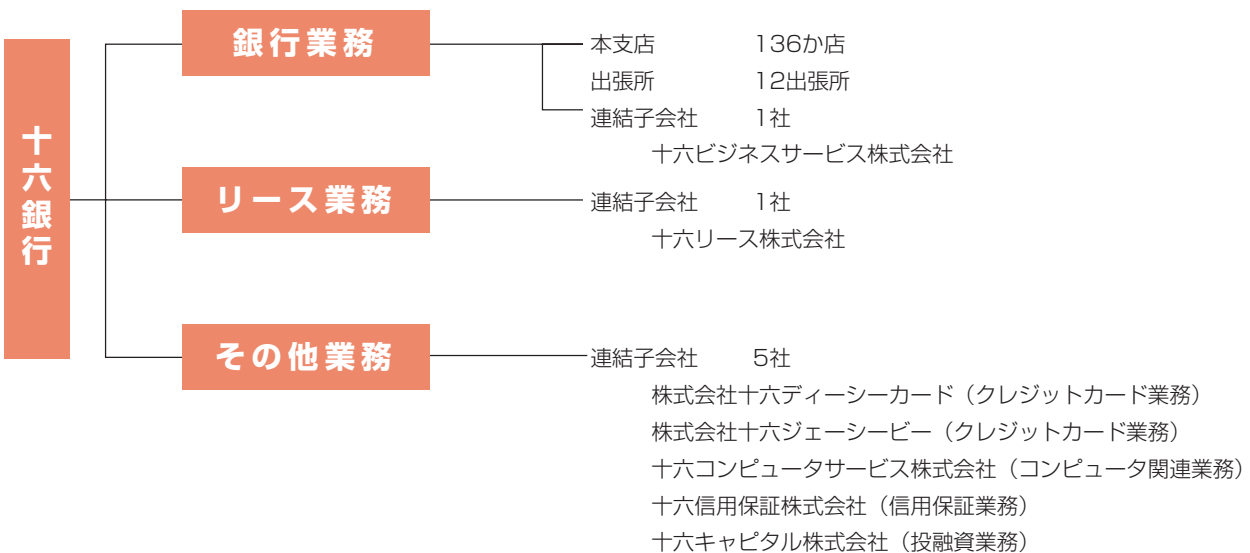 十六銀行
銀行業務
本支店 136か店
出張所 12出張所
連結子会社 1社
十六ビジネスサービス株式会社
リース業務
連結子会社 1社
十六リース株式会社
その他業務
連結子会社 5社
株式会社十六ディーシーカード（クレジットカード業務）
株式会社十六ジェーシービー（クレジットカード業務）
十六コンピュータサービス株式会社（コンピュータ関連業務）
十六信用保証株式会社（信用保証業務）
十六キャピタル株式会社（投融資業務）